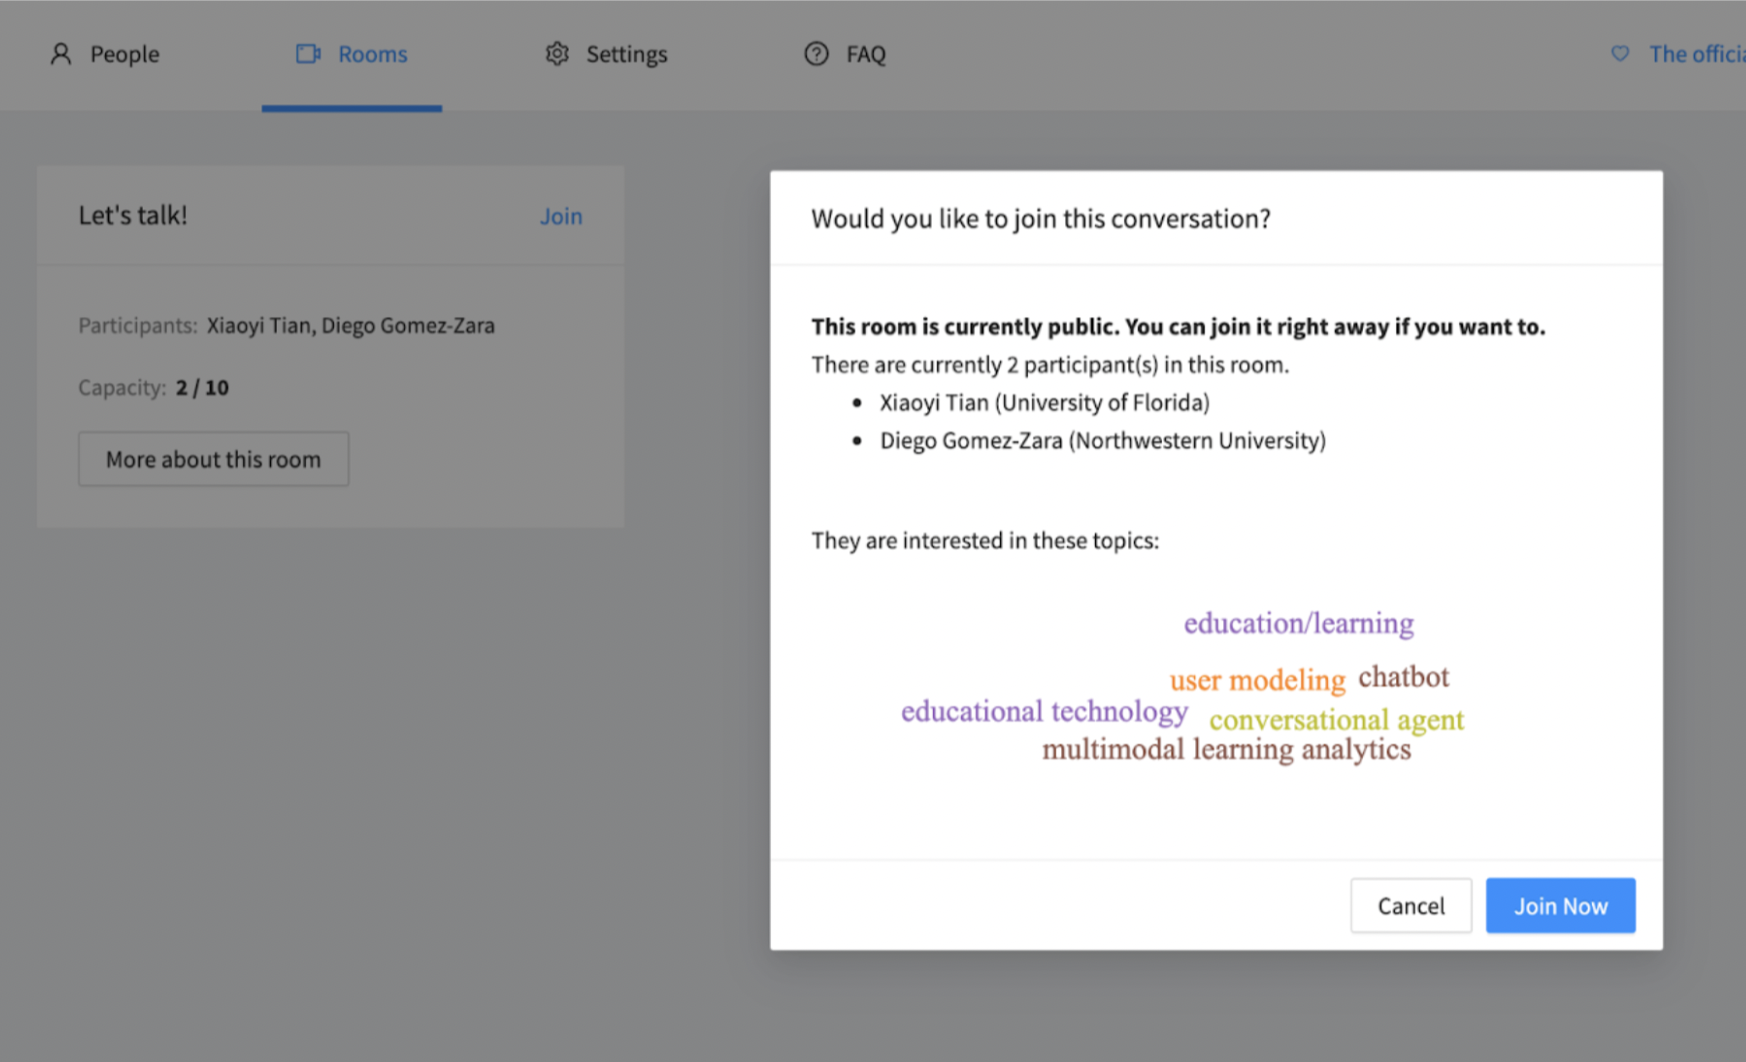 People
Rooms
Settings
FAQ
The officia
Let's talk!
Join
Participants: Xiaoyi Tian, Diego Gomez-Zara
Capacity: 2 / 10
More about this room
Would you like to join this conversation?
This room is currently public. You can join it right away if you want to.
There are currently 2 participant(s) in this room.
• Xiaoyi Tian (University of Florida)
• Diego Gomez-Zara (Northwestern University)
They are interested in these topics:
education/learning
user modeling chatbot
educational technology conversational agent
multimodal learning analytics
Cancel
Join Now